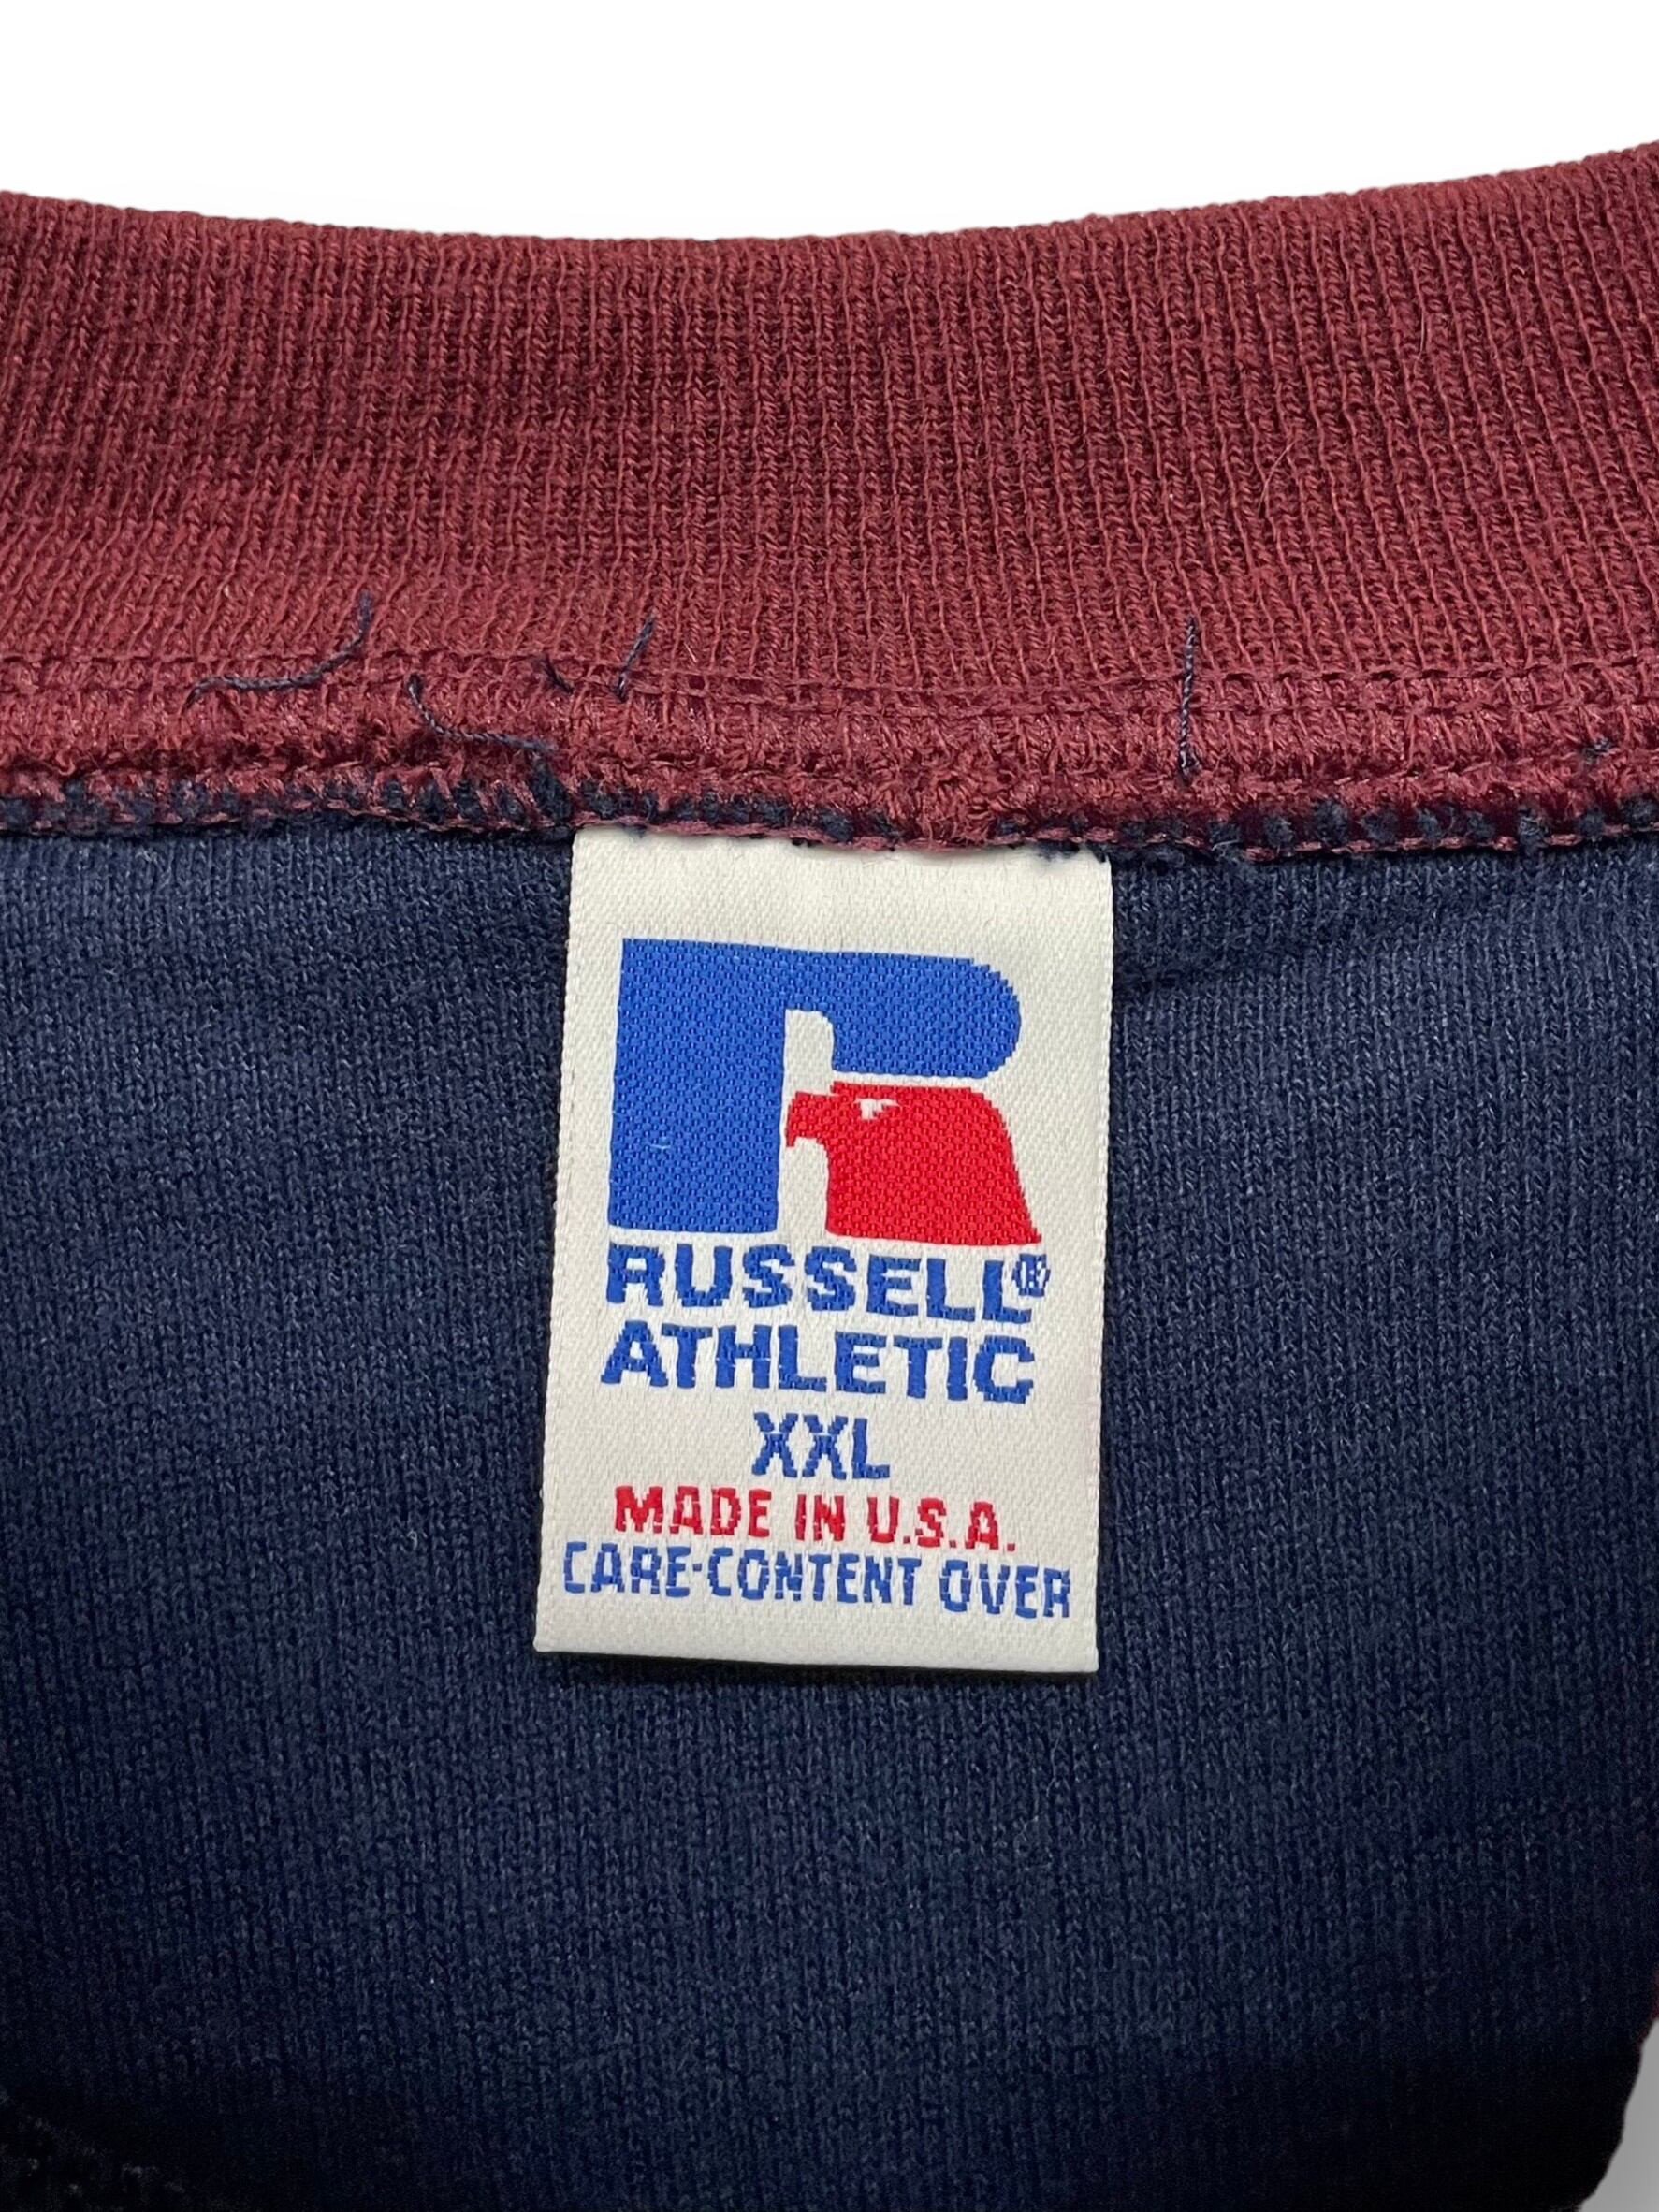 RUSSELL®
ATHLETIC
XXL
MADE IN U.S.A.
CARE-CONTENT OVER